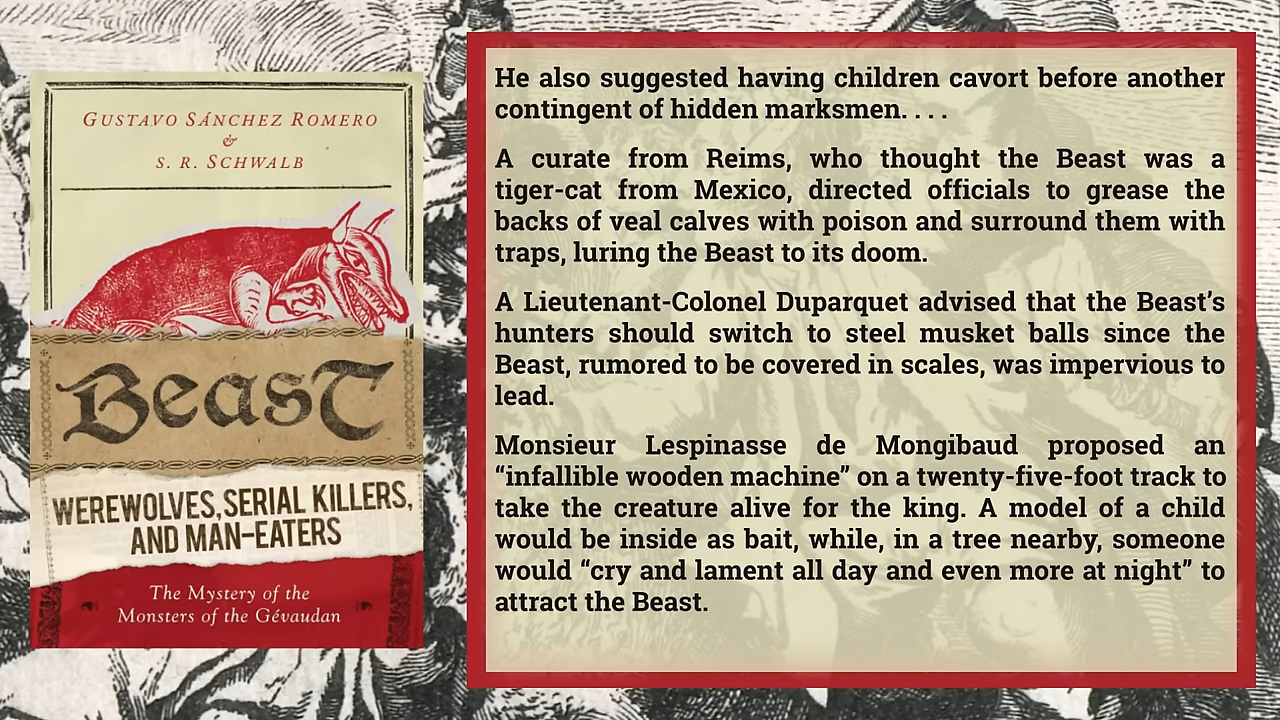 GUSTAVO SÁNCHEZ ROMERO
&
S. R. SCHWALB
BEAST
WEREWOLVES, SERIAL KILLERS,
AND MAN-EATERS
The Mystery of the
Monsters of the Gévaudan
He also suggested having children cavort before another
contingent of hidden marksmen. . . .
A curate from Reims, who thought the Beast was a
tiger-cat from Mexico, directed officials to grease the
backs of veal calves with poison and surround them with
traps, luring the Beast to its doom.
A Lieutenant-Colonel Duparquet advised that the Beast’s
hunters should switch to steel musket balls since the
Beast, rumored to be covered in scales, was impervious to
lead.
Monsieur Lespinasse de Mongibaud proposed an
“infallible wooden machine” on a twenty-five-foot track to
take the creature alive for the king. A model of a child
would be inside as bait, while, in a tree nearby, someone
would “cry and lament all day and even more at night” to
attract the Beast.